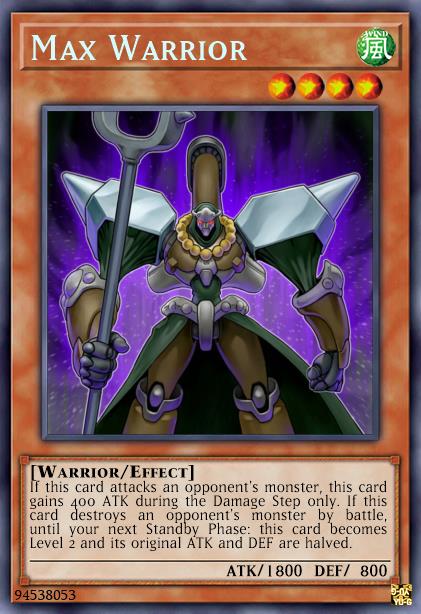 Max Warrior
WIND
風
[Warrior/Effect]
If this card attacks an opponent's monster, this card
gains 400 ATK during the Damage Step only. If this
card destroys an opponent's monster by battle,
until your next Standby Phase: this card becomes
Level 2 and its original ATK and DEF are halved.
ATK/1800 DEF/ 800
94538053